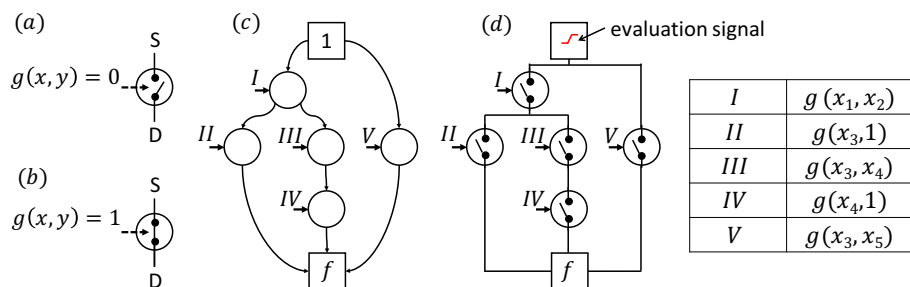 (a)
S
g(x, y) = 0
D
(b)
S
g(x, y) = 1
D
(c)
1
I
II
III
V
IV
f
(d)
evaluation signal
I
II
III
V
IV
f
I g(x₁, x₂)
II g(x₃,1)
III g(x₃, x₄)
IV g(x₄,1)
V g(x₃, x₅)